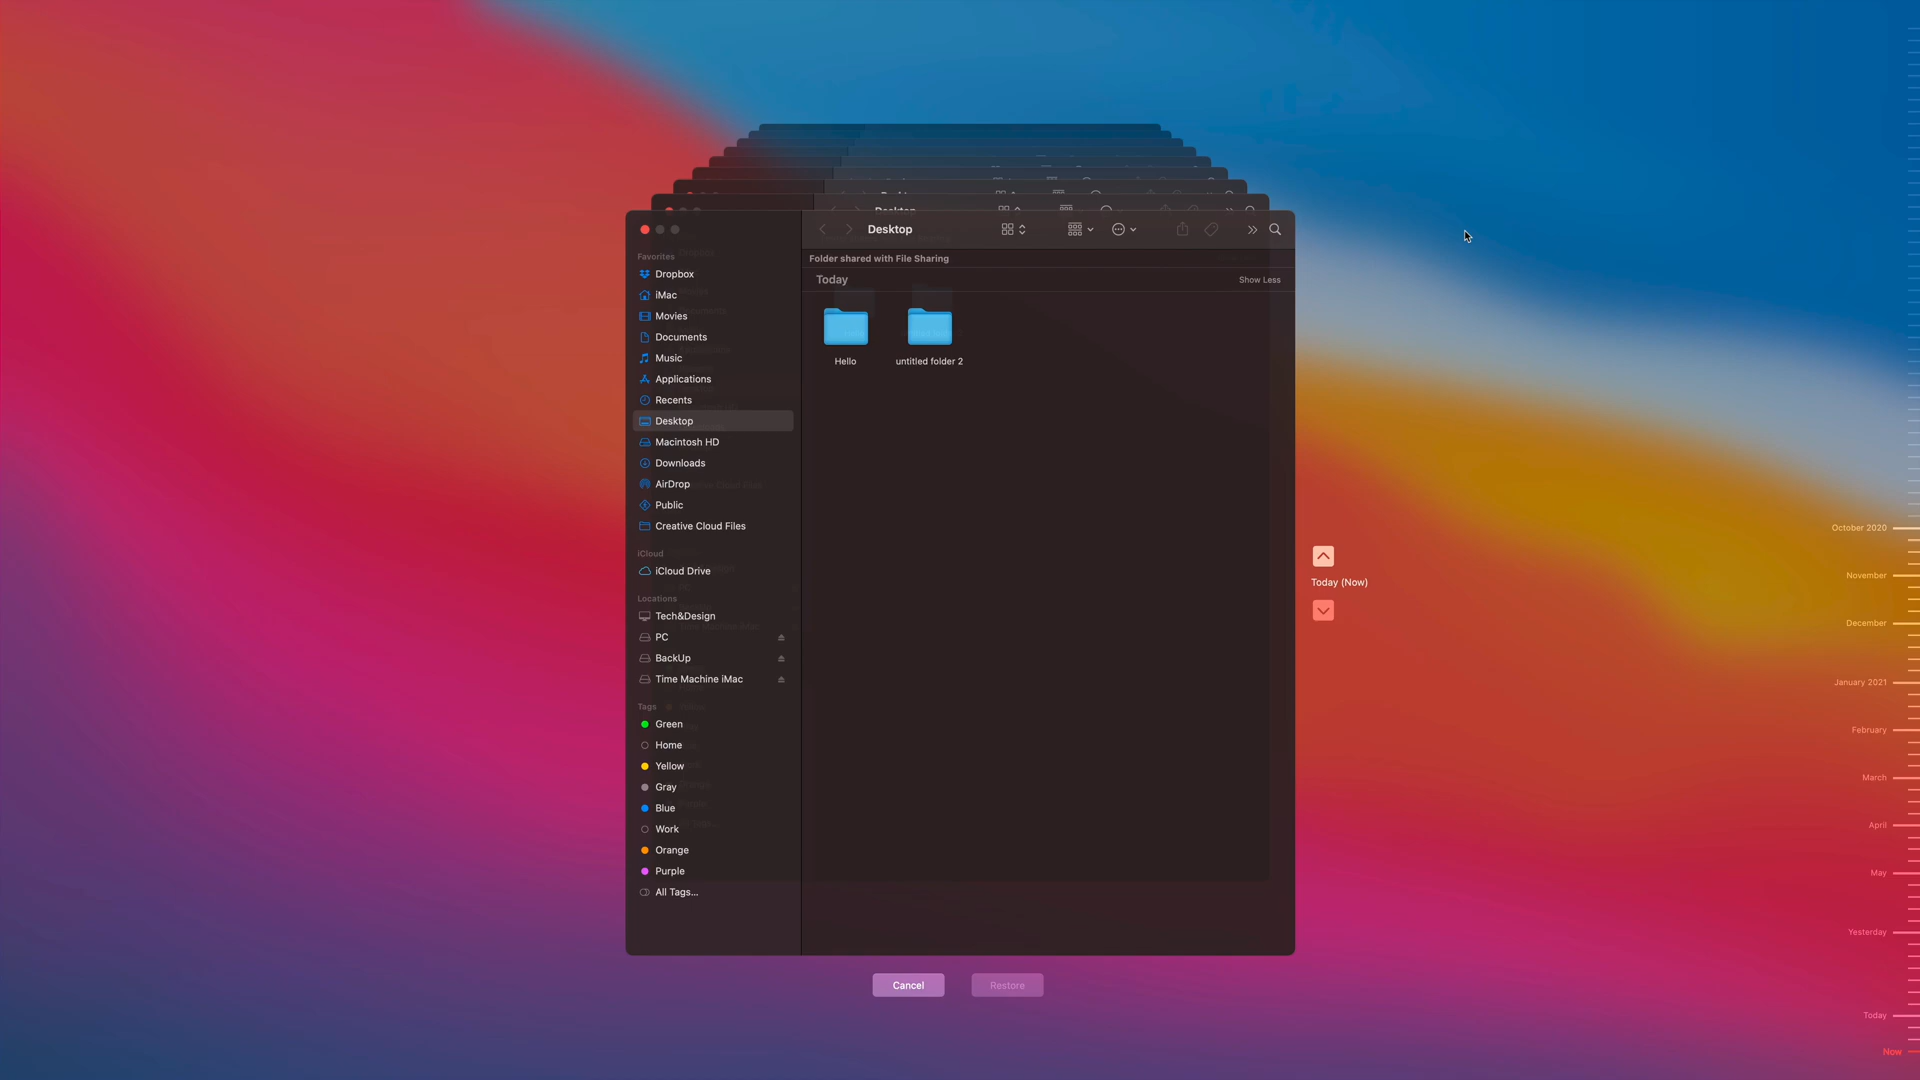 Desktop
Favorites
Dropbox
iMac
Movies
Documents
Music
Applications
Recents
Desktop
Macintosh HD
Downloads
AirDrop
Public
Creative Cloud Files
iCloud
iCloud Drive
Locations
Tech&Design
PC
BackUp
Time Machine iMac
Tags
Green
Home
Yellow
Gray
Blue
Work
Orange
Purple
All Tags...
Desktop
Folder shared with File Sharing
Today
Show Less
Hello
untitled folder 2
Today (Now)
Cancel
Restore
October 2020
November
December
January 2021
February
March
April
May
Yesterday
Today
Now